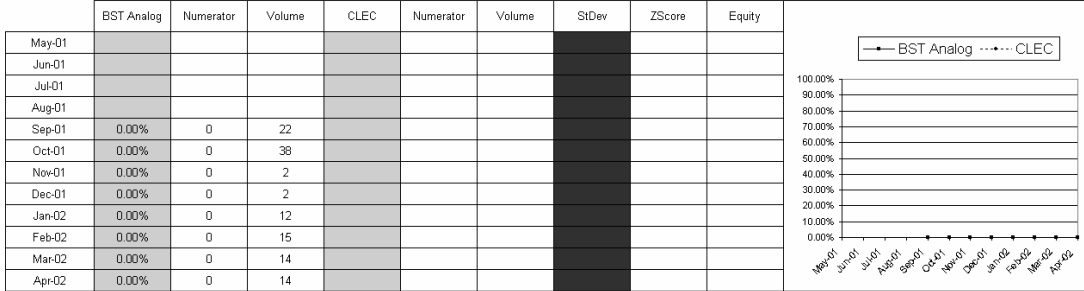 BST Analog Numerator Volume CLEC Numerator Volume StDev ZScore Equity
May-01
Jun-01
Jul-01
Aug-01
Sep-01 0.00% 0 22
Oct-01 0.00% 0 38
Nov-01 0.00% 0 2
Dec-01 0.00% 0 2
Jan-02 0.00% 0 12
Feb-02 0.00% 0 15
Mar-02 0.00% 0 14
Apr-02 0.00% 0 14
BST Analog CLEC
100.00%
90.00%
80.00%
70.00%
60.00%
50.00%
40.00%
30.00%
20.00%
10.00%
0.00%
May-01 Jun-01 Jul-01 Aug-01 Sep-01 Oct-01 Nov-01 Dec-01 Jan-02 Feb-02 Mar-02 Apr-02